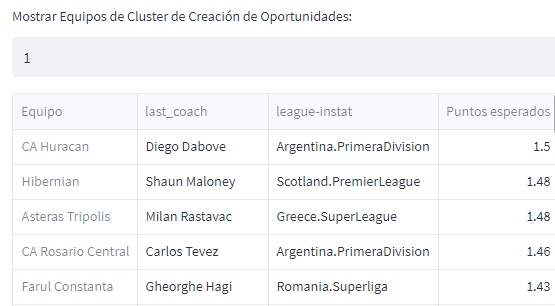 Mostrar Equipos de Cluster de Creación de Oportunidades:
1
Equipo last_coach league-instat Puntos esperados
CA Huracan Diego Dabove Argentina.PrimeraDivision 1.5
Hibernian Shaun Maloney Scotland.PremierLeague 1.48
Asteras Tripolis Milan Rastavac Greece.SuperLeague 1.48
CA Rosario Central Carlos Tevez Argentina.PrimeraDivision 1.46
Farul Constanta Gheorghe Hagi Romania.Superliga 1.43